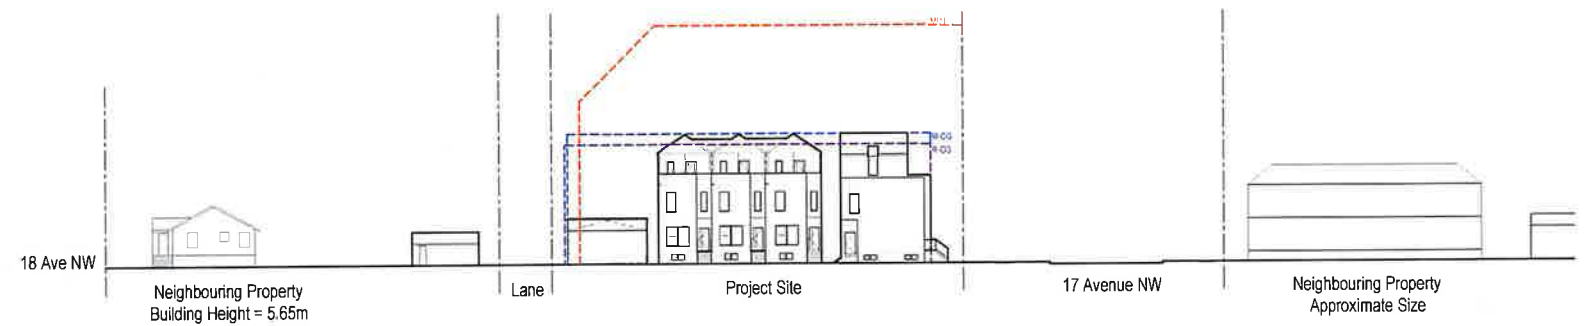 18 Ave NW
Neighbouring Property
Building Height = 5.65m
Lane
Project Site
17 Avenue NW
Neighbouring Property
Approximate Size